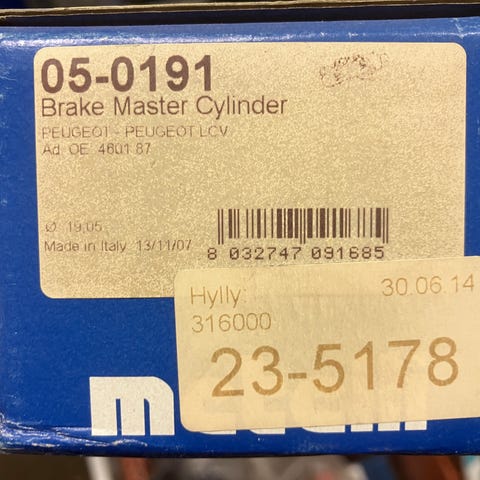 05-0191
Brake Master Cylinder
PEUGEOT - PEUGEOT LCV
Ad. OE. 4601.87
Ø: 19,05
Made in Italy 13/11/07
8 032747 091685
Hylly: 30.06.14
316000
23-5178